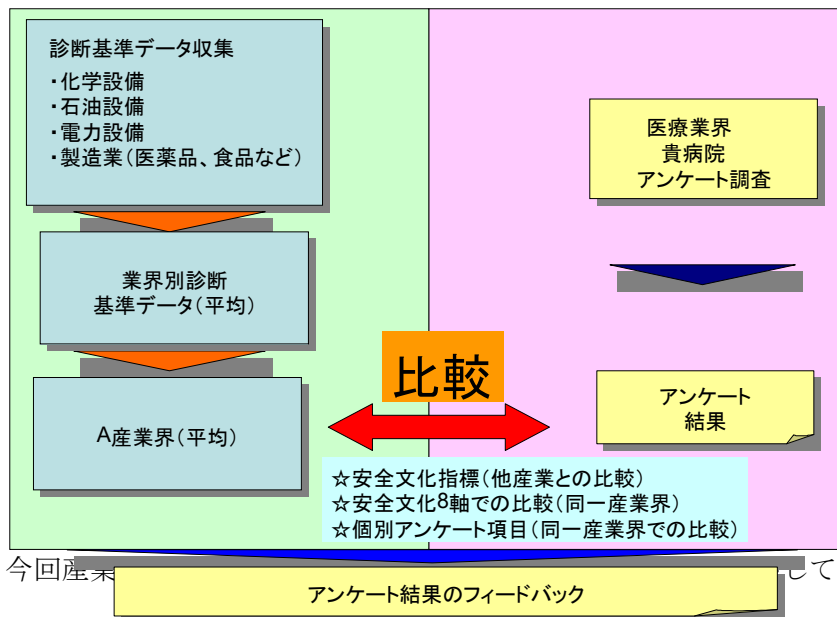 診断基準データ収集
・化学設備
・石油設備
・電力設備
・製造業(医薬品、食品など)
業界別診断
基準データ(平均)
A産業界(平均)
医療業界
貴病院
アンケート調査
比較
アンケート
結果
☆安全文化指標(他産業との比較)
☆安全文化8軸での比較(同一産業界)
☆個別アンケート項目(同一産業界での比較)
今回産業
して
アンケート結果のフィードバック